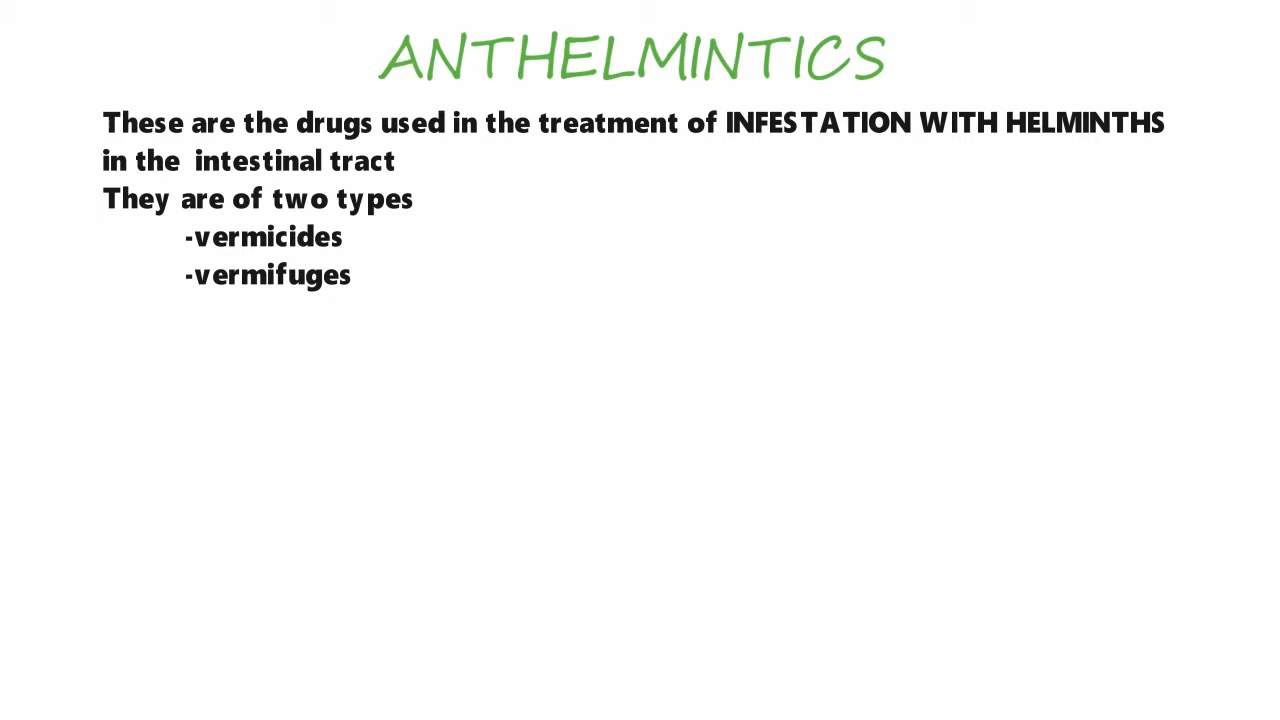 ANTHELMINTICS
These are the drugs used in the treatment of INFESTATION WITH HELMINTHS
in the intestinal tract
They are of two types
-vermicides
-vermifuges